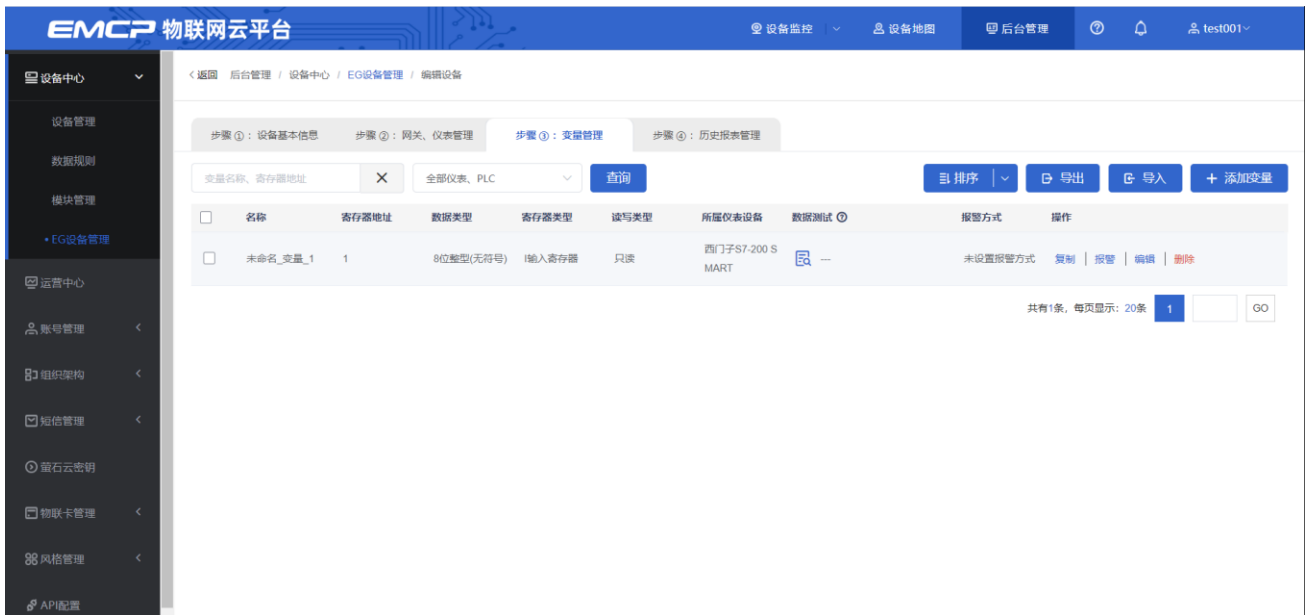 EMCP 物联网云平台 设备监控 设备地图 后台管理 test001
设备中心
设备管理
数据规则
模块管理
•EG设备管理
运营中心
账号管理
组织架构
短信管理
萤石云密钥
物联卡管理
风格管理
API配置
<返回 后台管理 / 设备中心 / EG设备管理 / 编辑设备
步骤①：设备基本信息 步骤②：网关、仪表管理 步骤③：变量管理 步骤④：历史报表管理
变量名称、寄存器地址 全部仪表、PLC 查询 排序 导出 导入 + 添加变量
名称 寄存器地址 数据类型 寄存器类型 读写类型 所属仪表设备 数据测试 报警方式 操作
未命名_变量_1 1 8位整型(无符号) I输入寄存器 只读 西门子S7-200 S
MART --- 未设置报警方式 复制 | 报警 | 编辑 | 删除
共有1条，每页显示：20条 1 GO